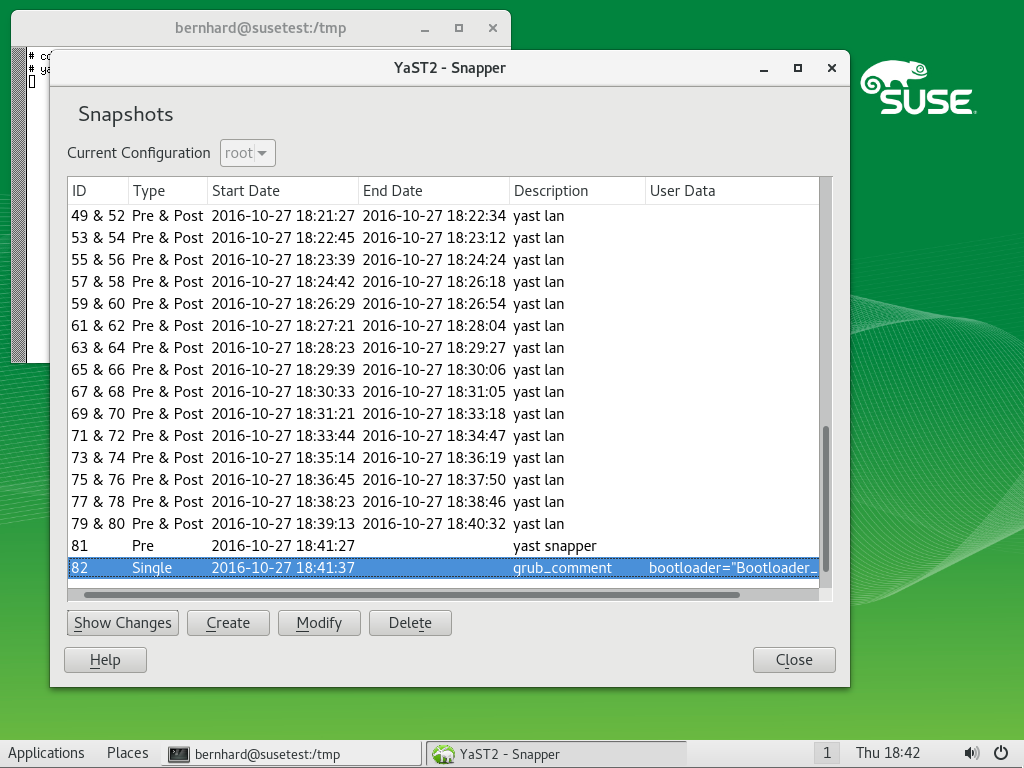 bernhard@susetest:/tmp
# cd
# ya
YaST2 - Snapper
SUSE
Snapshots
Current Configuration root
ID Type Start Date End Date Description User Data
49 & 52 Pre & Post 2016-10-27 18:21:27 2016-10-27 18:22:34 yast lan
53 & 54 Pre & Post 2016-10-27 18:22:45 2016-10-27 18:23:12 yast lan
55 & 56 Pre & Post 2016-10-27 18:23:39 2016-10-27 18:24:24 yast lan
57 & 58 Pre & Post 2016-10-27 18:24:42 2016-10-27 18:26:18 yast lan
59 & 60 Pre & Post 2016-10-27 18:26:29 2016-10-27 18:26:54 yast lan
61 & 62 Pre & Post 2016-10-27 18:27:21 2016-10-27 18:28:04 yast lan
63 & 64 Pre & Post 2016-10-27 18:28:23 2016-10-27 18:29:27 yast lan
65 & 66 Pre & Post 2016-10-27 18:29:39 2016-10-27 18:30:06 yast lan
67 & 68 Pre & Post 2016-10-27 18:30:33 2016-10-27 18:31:05 yast lan
69 & 70 Pre & Post 2016-10-27 18:31:21 2016-10-27 18:33:18 yast lan
71 & 72 Pre & Post 2016-10-27 18:33:44 2016-10-27 18:34:47 yast lan
73 & 74 Pre & Post 2016-10-27 18:35:14 2016-10-27 18:36:19 yast lan
75 & 76 Pre & Post 2016-10-27 18:36:45 2016-10-27 18:37:50 yast lan
77 & 78 Pre & Post 2016-10-27 18:38:23 2016-10-27 18:38:46 yast lan
79 & 80 Pre & Post 2016-10-27 18:39:13 2016-10-27 18:40:32 yast lan
81 Pre 2016-10-27 18:41:27 yast snapper
82 Single 2016-10-27 18:41:37 grub_comment bootloader="Bootloader_
Show Changes Create Modify Delete
Help Close
Applications Places bernhard@susetest:/tmp YaST2 - Snapper 1 Thu 18:42